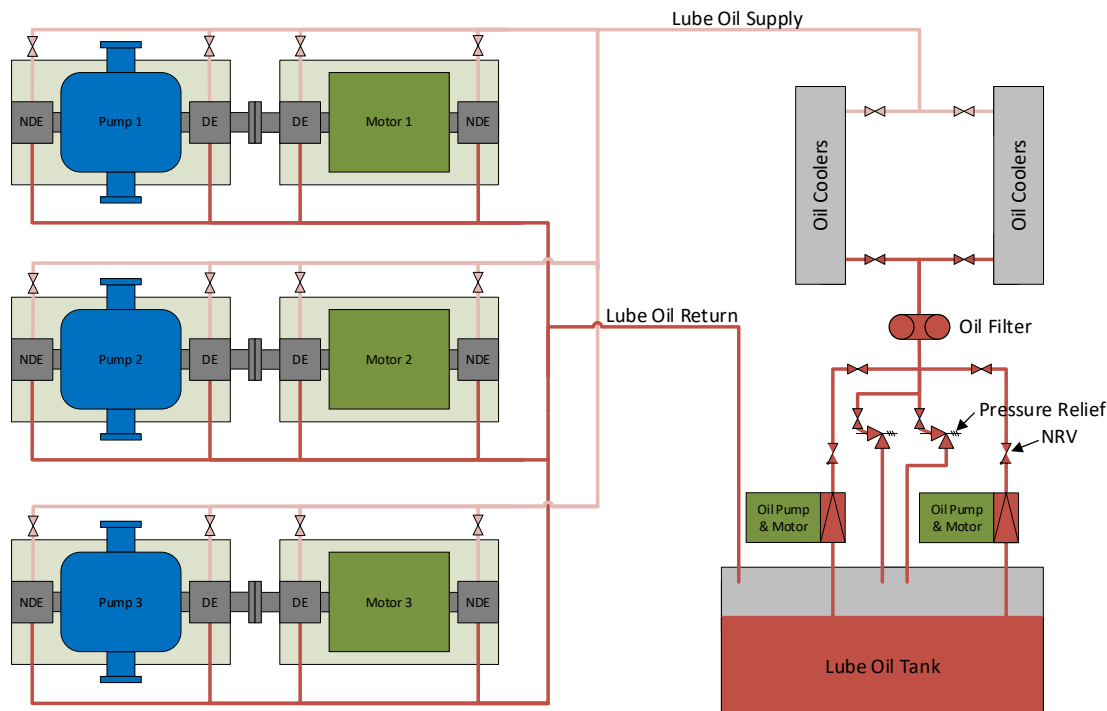 Lube Oil Supply
NDE
Pump 1
DE
DE
Motor 1
NDE
Oil Coolers
Oil Coolers
Lube Oil Return
Oil Filter
NDE
Pump 2
DE
DE
Motor 2
NDE
Pressure Relief
NRV
Oil Pump
& Motor
Oil Pump
& Motor
NDE
Pump 3
DE
DE
Motor 3
NDE
Lube Oil Tank